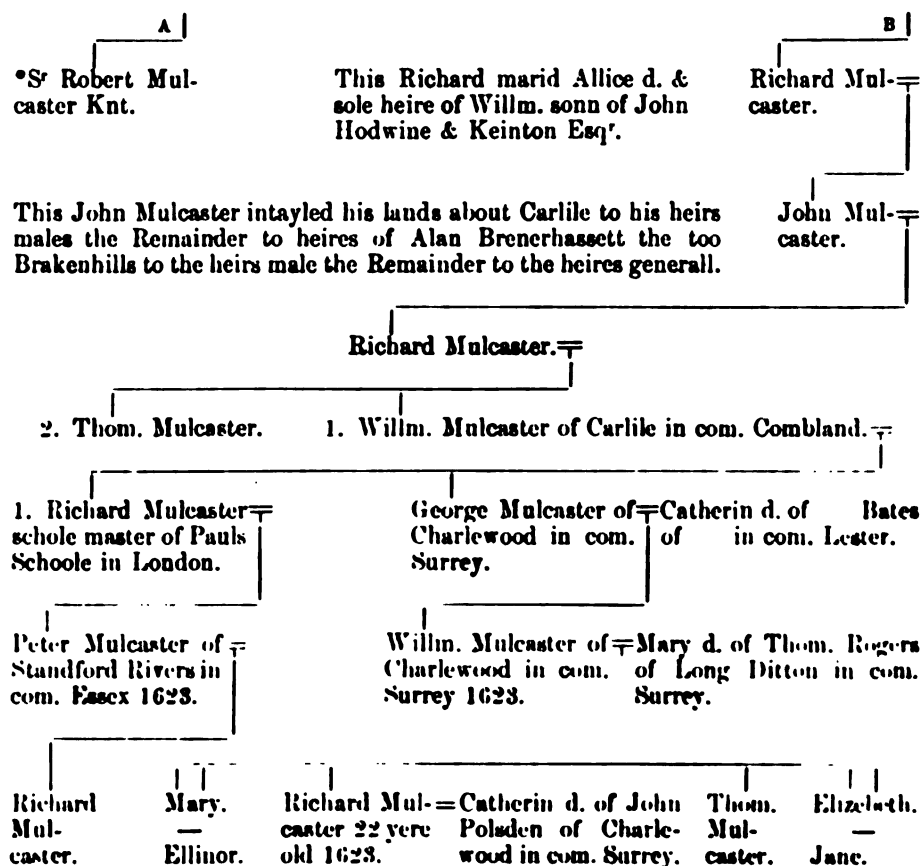 A
B
*Sr Robert Mul-
caster Knt.
This Richard marid Allice d. &
sole heire of Willm. sonn of John
Hodwine & Keinton Esqr.
Richard Mul-
caster.
This John Mulcaster intayled his lands about Carlile to his heirs
males the Remainder to heires of Alan Brenerhassett the too
Brakenhills to the heirs male the Remainder to the heires generall.
John Mul-
caster.
Richard Mulcaster.
2. Thom. Mulcaster.
1. Willm. Mulcaster of Carlile in com. Combland.
1. Richard Mulcaster
schole master of Pauls
Schoole in London.
George Mulcaster of
Charlewood in com.
Surrey.
Catherin d. of Bates
of in com. Lester.
Peter Mulcaster of
Standford Rivers in
com. Essex 1623.
Willm. Mulcaster of
Charlewood in com.
Surrey 1623.
Mary d. of Thom. Rogers
of Long Ditton in com.
Surrey.
Richard
Mul-
caster.
Mary.
—
Ellinor.
Richard Mul-
caster 22 yere
old 1623.
Catherin d. of John
Polsden of Charle-
wood in com. Surrey.
Thom.
Mul-
caster.
Elizebeth.
—
Jane.